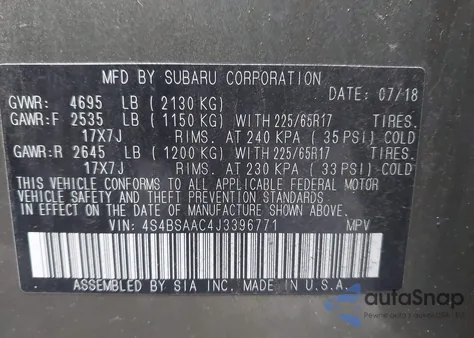 MFD BY SUBARU CORPORATION
DATE: 07/18
GVWR: 4695 LB (2130 KG)
GAWR:F 2535 LB (1150 KG) WITH 225/65R17 TIRES.
17X7J RIMS. AT 240 KPA (35 PSI) COLD
GAWR:R 2645 LB (1200 KG) WITH 225/65R17 TIRES.
17X7J RIMS. AT 230 KPA (33 PSI) COLD
THIS VEHICLE CONFORMS TO ALL APPLICABLE FEDERAL MOTOR
VEHICLE SAFETY AND THEFT PREVENTION STANDARDS
IN EFFECT ON THE DATE OF MANUFACTURE SHOWN ABOVE.
VIN: 4S4BSAAC4J3396771 MPV
ASSEMBLED BY SIA INC. MADE IN U.S.A.
autaSnap